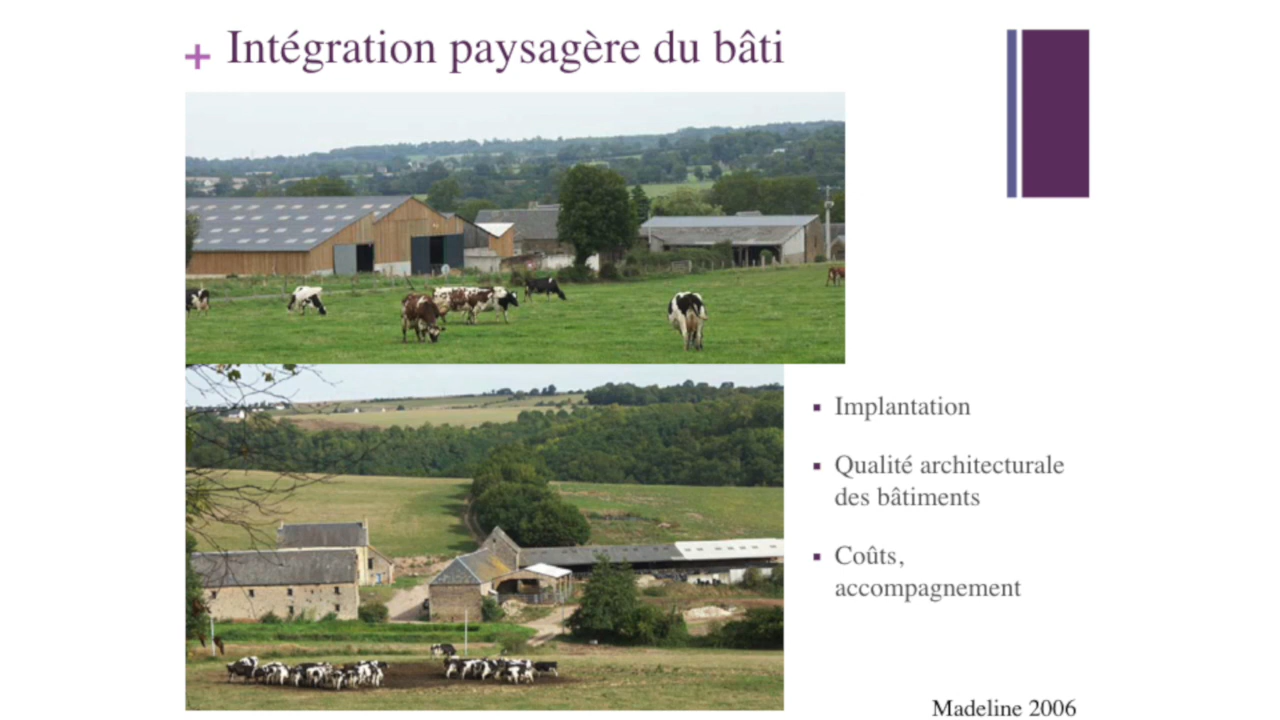 + Intégration paysagère du bâti
▪ Implantation
▪ Qualité architecturale
des bâtiments
▪ Coûts,
accompagnement
Madeline 2006